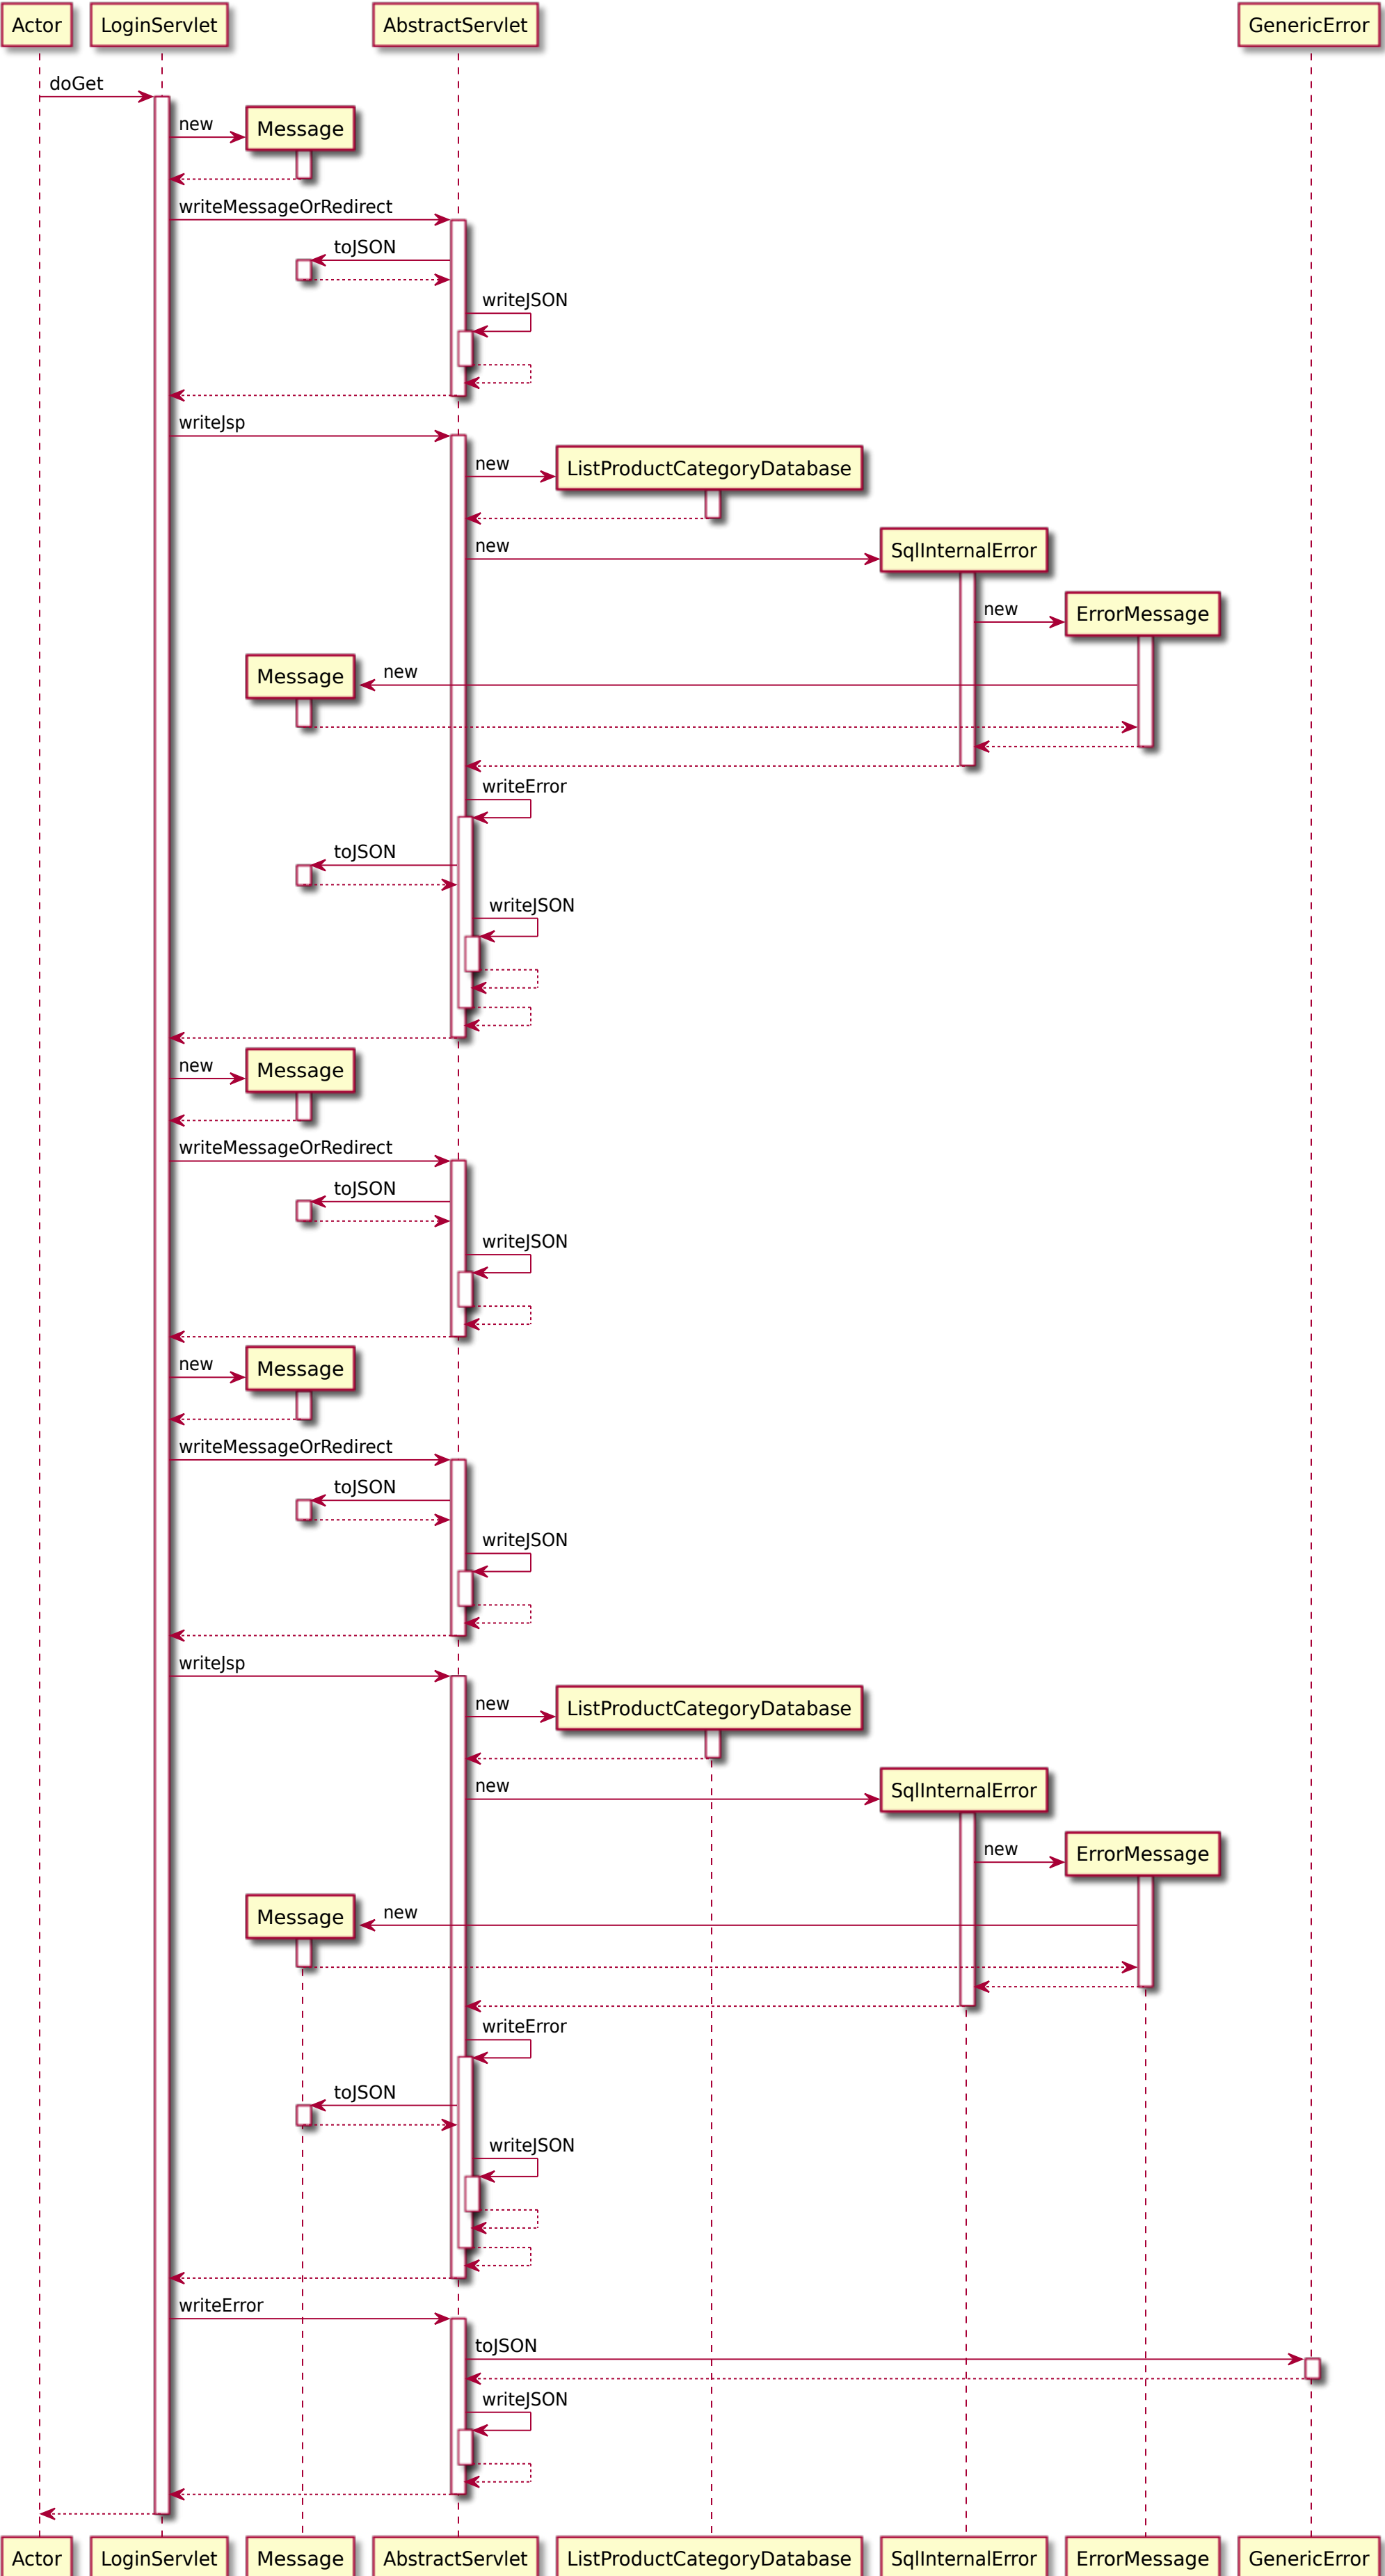 Actor LoginServlet AbstractServlet GenericError
doGet
new Message
writeMessageOrRedirect
toJSON
writeJSON
writeJsp
new ListProductCategoryDatabase
new SqlInternalError
new ErrorMessage
Message new
writeError
toJSON
writeJSON
new Message
writeMessageOrRedirect
toJSON
writeJSON
new Message
writeMessageOrRedirect
toJSON
writeJSON
writeJsp
new ListProductCategoryDatabase
new SqlInternalError
new ErrorMessage
Message new
writeError
toJSON
writeJSON
writeError
toJSON
writeJSON
Actor LoginServlet Message AbstractServlet ListProductCategoryDatabase SqlInternalError ErrorMessage GenericError